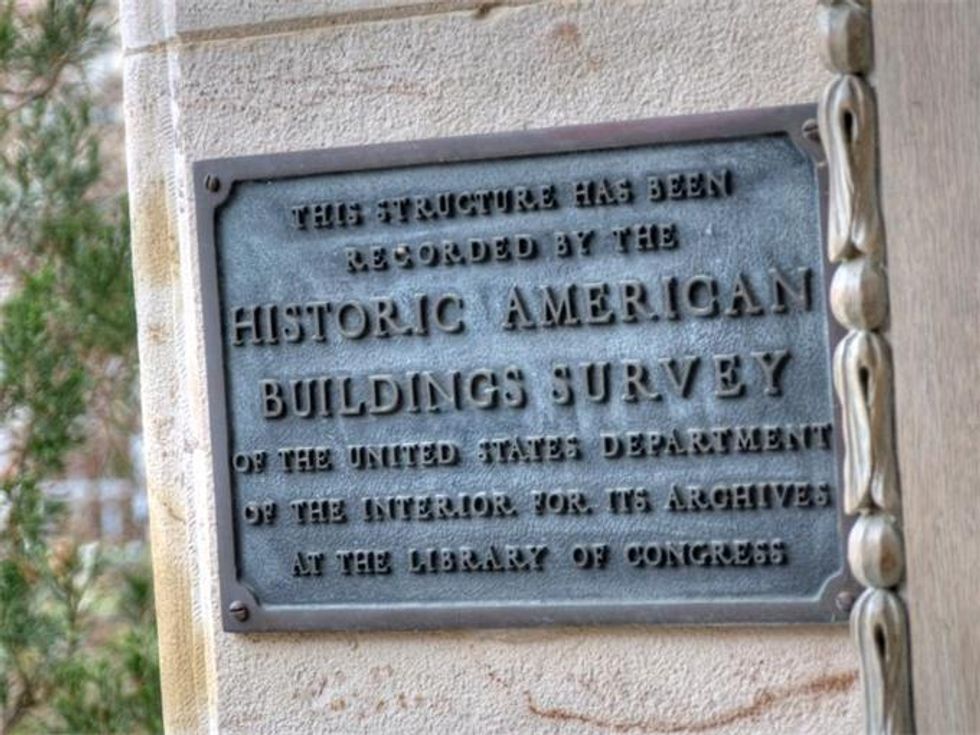 THIS STRUCTURE HAS BEEN
RECORDED BY THE
HISTORIC AMERICAN
BUILDINGS SURVEY
OF THE UNITED STATES DEPARTMENT
OF THE INTERIOR FOR ITS ARCHIVES
AT THE LIBRARY OF CONGRESS